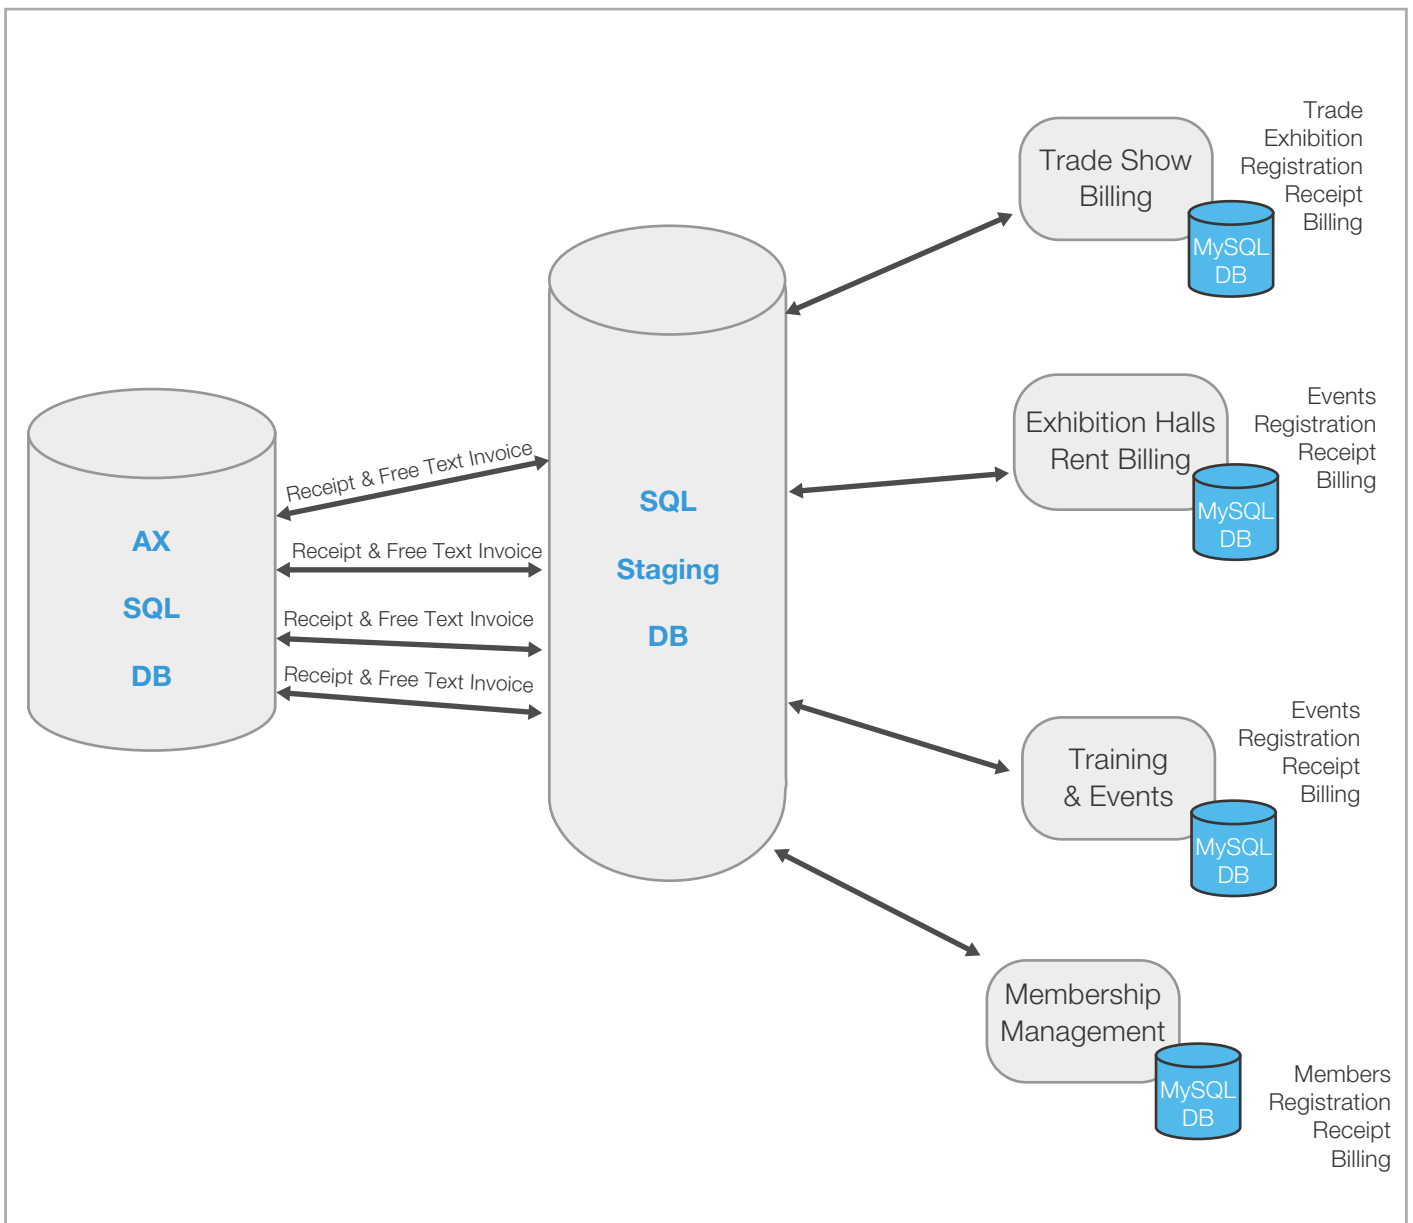 Trade
Exhibition
Registration
Receipt
Billing
Trade Show
Billing
MySQL
DB
Events
Registration
Receipt
Billing
Exhibition Halls
Rent Billing
MySQL
DB
Receipt & Free Text Invoice
Receipt & Free Text Invoice
Receipt & Free Text Invoice
Receipt & Free Text Invoice
AX
SQL
DB
SQL
Staging
DB
Events
Registration
Receipt
Billing
Training
& Events
MySQL
DB
Membership
Management
MySQL
DB
Members
Registration
Receipt
Billing